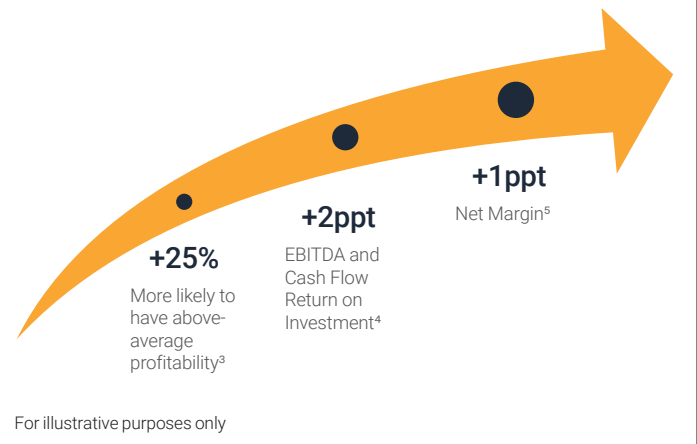 +25%
More likely to
have above-
average
profitability³
+2ppt
EBITDA and
Cash Flow
Return on
Investment⁴
+1ppt
Net Margin⁵
For illustrative purposes only